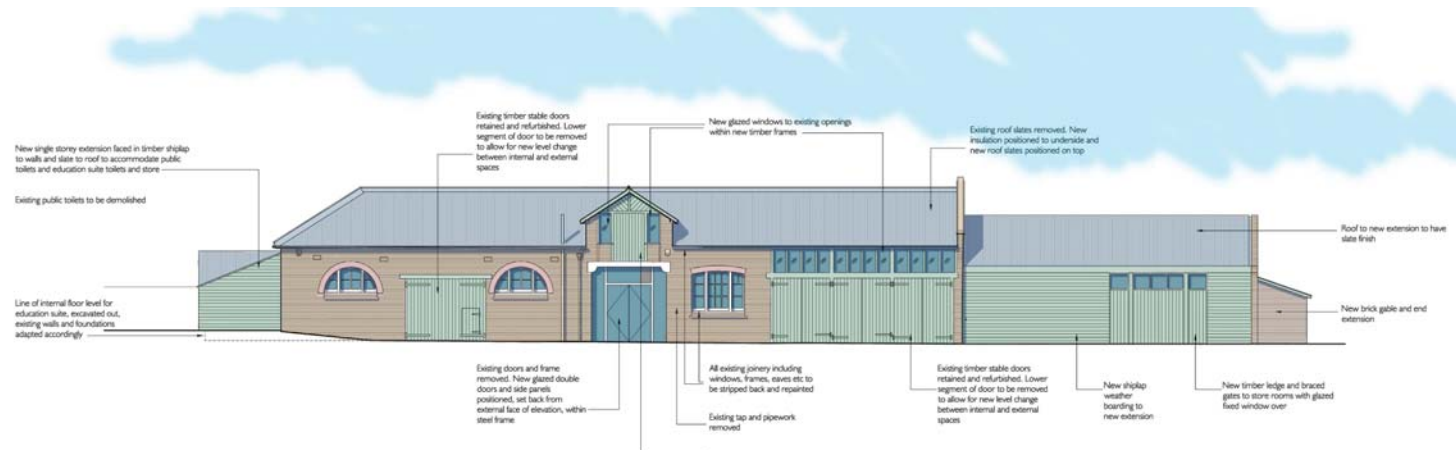 Existing timber stable doors
retained and refurbished. Lower
segment of door to be removed
to allow for new level change
between internal and external
spaces
New glazed windows to existing openings
within new timber frames
Existing roof slates removed. New
insulation positioned to underside and
new roof slates positioned on top
New single storey extension faced in timber shiplap
to walls and slate to roof to accommodate public
toilets and education suite toilets and store
Existing public toilets to be demolished
Roof to new extension to have
slate finish
Line of internal floor level for
education suite, excavated out,
existing walls and foundations
adapted accordingly
New brick gable and end
extension
Existing doors and frame
removed. New glazed double
doors and side panels
positioned, set back from
external face of elevation, within
steel frame
All existing joinery including
windows, frames, eaves etc to
be stripped back and repainted
Existing tap and pipework
removed
Existing timber stable doors
retained and refurbished. Lower
segment of door to be removed
to allow for new level change
between internal and external
spaces
New shiplap
weather
boarding to
new extension
New timber ledge and braced
gates to store rooms with glazed
fixed window over